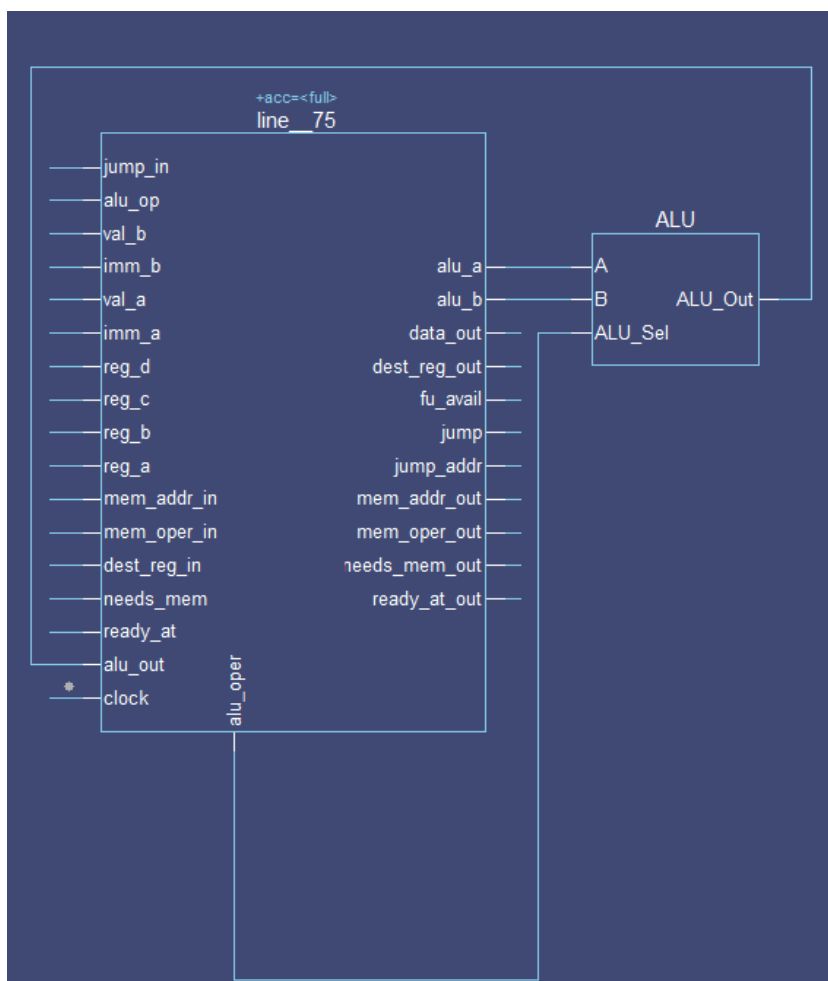 +acc=<full>
line__75
jump_in
alu_op
val_b
imm_b
val_a
imm_a
reg_d
reg_c
reg_b
reg_a
mem_addr_in
mem_oper_in
dest_reg_in
needs_mem
ready_at
alu_out
clock
alu_oper
alu_a
alu_b
data_out
dest_reg_out
fu_avail
jump
jump_addr
mem_addr_out
mem_oper_out
needs_mem_out
ready_at_out
ALU
A
B
ALU_Sel
ALU_Out